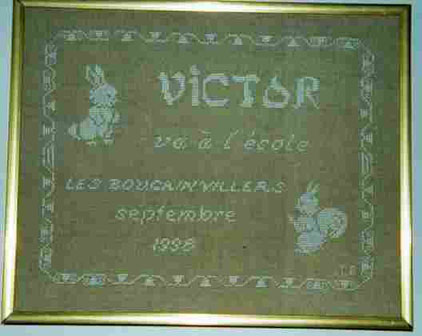 VICTOR
va à l'école
LES BOUGAINVILLERS
septembre
1998